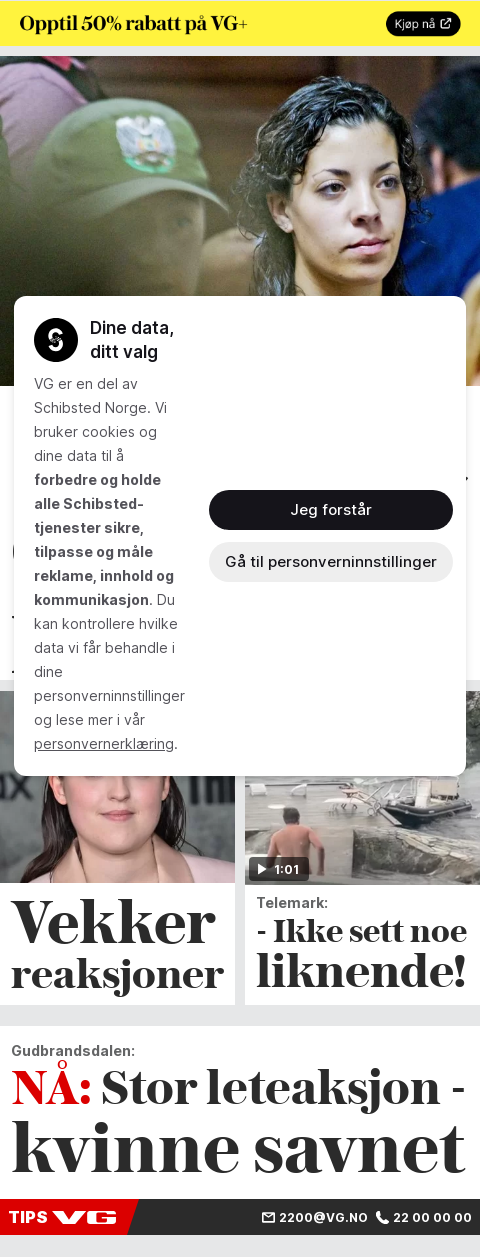 Opptil 50% rabatt på VG+
Kjøp nå
Dine data,
ditt valg
VG er en del av
Schibsted Norge. Vi
bruker cookies og
dine data til å
forbedre og holde
alle Schibsted-
tjenester sikre,
tilpasse og måle
reklame, innhold og
kommunikasjon. Du
kan kontrollere hvilke
data vi får behandle i
dine
personverninnstillinger
og lese mer i vår
personvernerklæring.
Jeg forstår
Gå til personverninnstillinger
1:01
Vekker
reaksjoner
Telemark:
- Ikke sett noe
liknende!
Gudbrandsdalen:
NÅ: Stor leteaksjon -
kvinne savnet
TIPS VG
2200@VG.NO
22 00 00 00